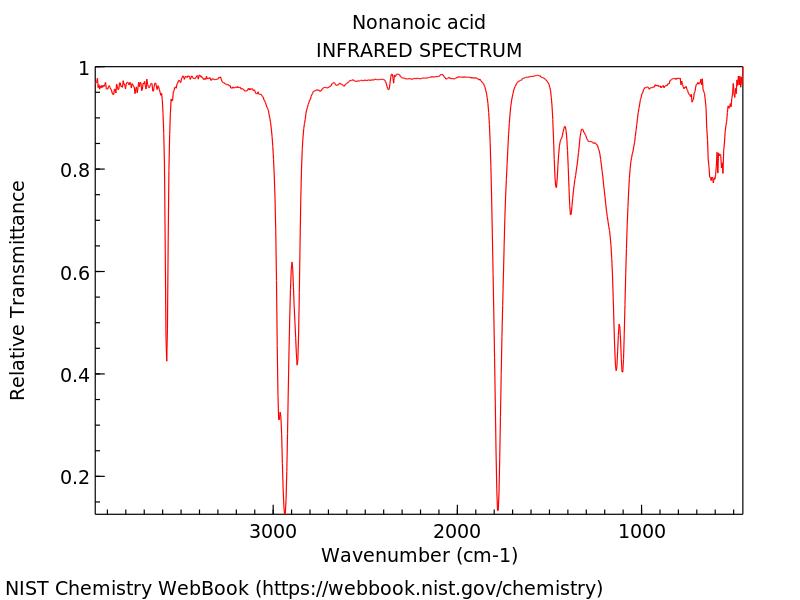 Nonanoic acid
INFRARED SPECTRUM
1
0.8
0.6
0.4
0.2
Relative Transmittance
3000 2000 1000
Wavenumber (cm-1)
NIST Chemistry WebBook (https://webbook.nist.gov/chemistry)